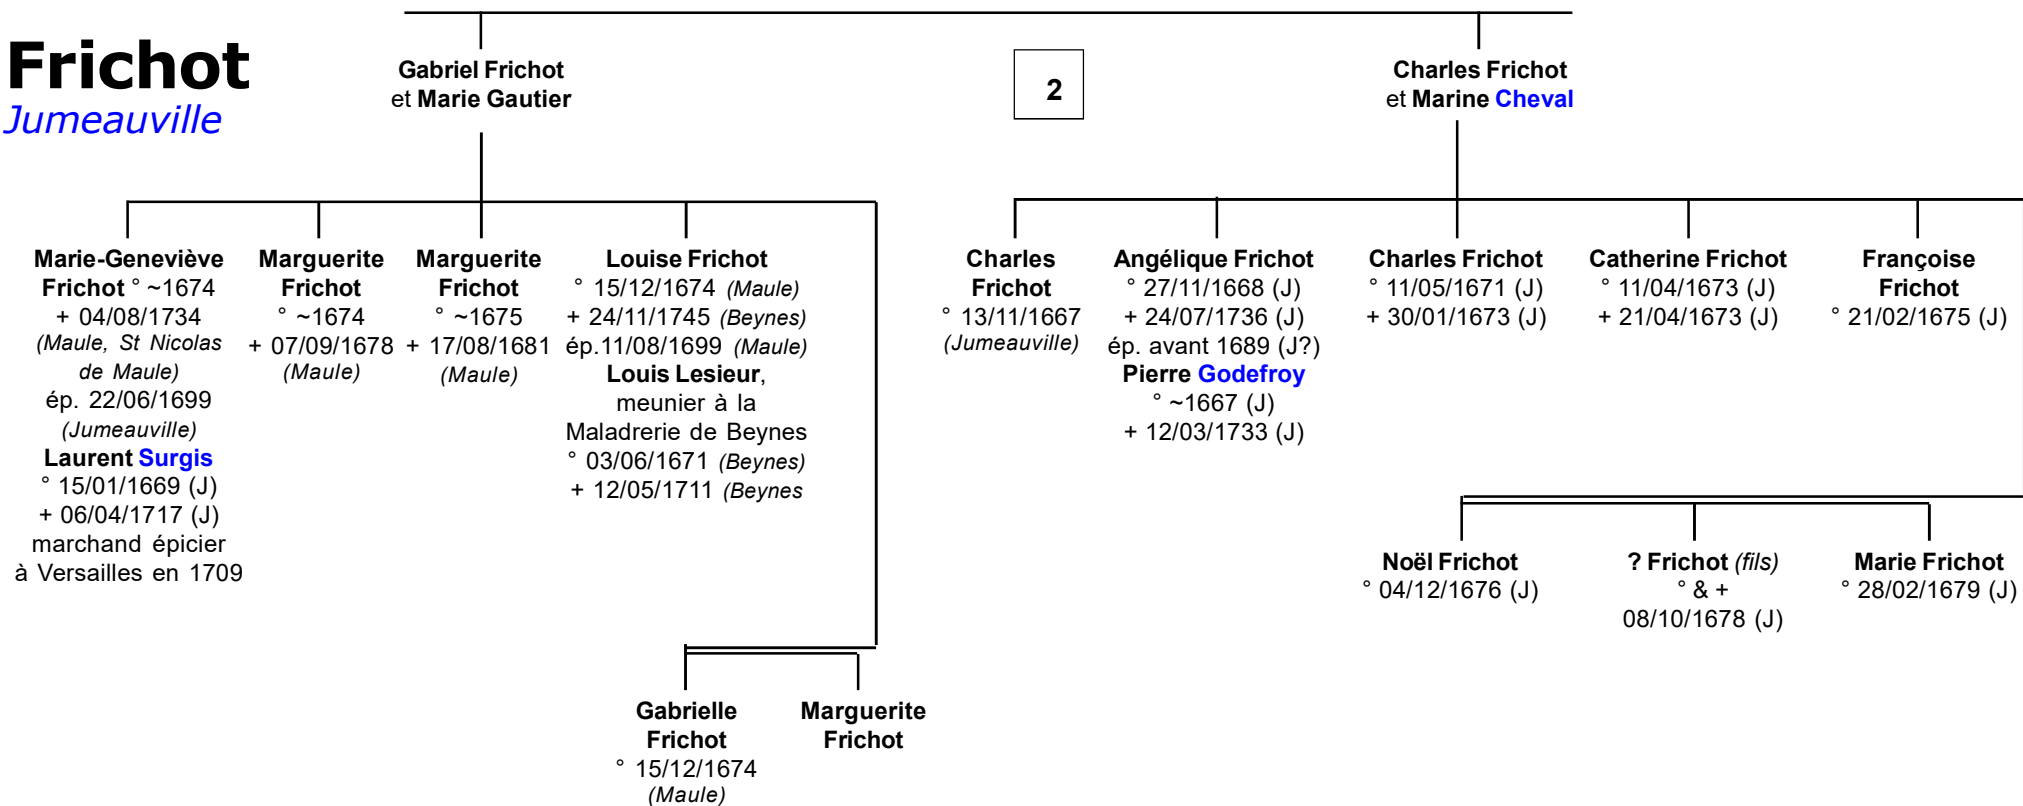 Frichot
Jumeauville
Gabriel Frichot
et Marie Gautier
2
Charles Frichot
et Marine Cheval
Marie-Geneviève
Frichot ° ~1674
+ 04/08/1734
(Maule, St Nicolas
de Maule)
ép. 22/06/1699
(Jumeauville)
Laurent Surgis
° 15/01/1669 (J)
+ 06/04/1717 (J)
marchand épicier
à Versailles en 1709
Marguerite
Frichot
° ~1674
+ 07/09/1678
(Maule)
Marguerite
Frichot
° ~1675
+ 17/08/1681
(Maule)
Louise Frichot
° 15/12/1674 (Maule)
+ 24/11/1745 (Beynes)
ép.11/08/1699 (Maule)
Louis Lesieur,
meunier à la
Maladrerie de Beynes
° 03/06/1671 (Beynes)
+ 12/05/1711 (Beynes
Charles
Frichot
° 13/11/1667
(Jumeauville)
Angélique Frichot
° 27/11/1668 (J)
+ 24/07/1736 (J)
ép. avant 1689 (J?)
Pierre Godefroy
° ~1667 (J)
+ 12/03/1733 (J)
Charles Frichot
° 11/05/1671 (J)
+ 30/01/1673 (J)
Catherine Frichot
° 11/04/1673 (J)
+ 21/04/1673 (J)
Françoise
Frichot
° 21/02/1675 (J)
Noël Frichot
° 04/12/1676 (J)
? Frichot (fils)
° & +
08/10/1678 (J)
Marie Frichot
° 28/02/1679 (J)
Gabrielle
Frichot
° 15/12/1674
(Maule)
Marguerite
Frichot